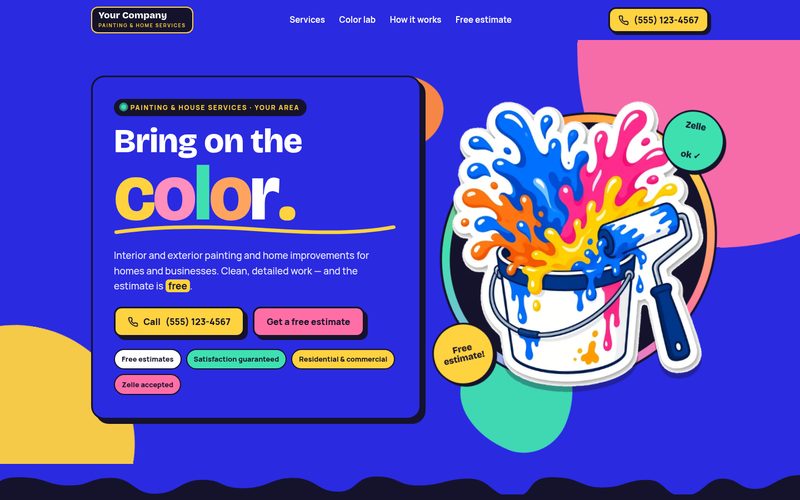 Your Company
PAINTING & HOME SERVICES
Services
Color lab
How it works
Free estimate
(555) 123-4567
PAINTING & HOUSE SERVICES · YOUR AREA
Bring on the
color.
Interior and exterior painting and home improvements for
homes and businesses. Clean, detailed work — and the
estimate is free.
Call (555) 123-4567
Get a free estimate
Free estimates
Satisfaction guaranteed
Residential & commercial
Zelle accepted
Zelle
ok ✓
Free
estimate!